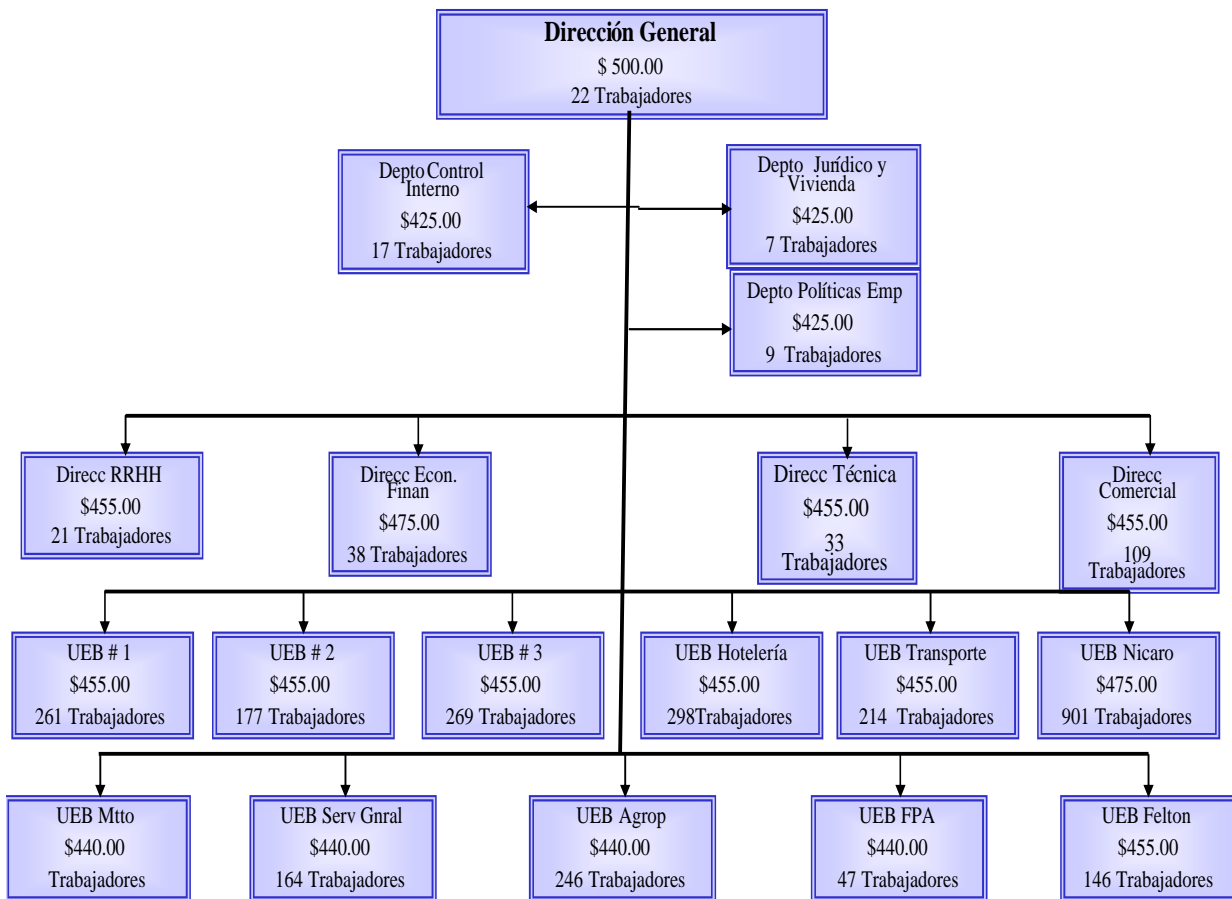 Dirección General
$ 500.00
22 Trabajadores
Depto Control
Interno
$425.00
17 Trabajadores
Depto Jurídico y
Vivienda
$425.00
7 Trabajadores
Depto Políticas Emp
$425.00
9 Trabajadores
Direcc RRHH
$455.00
21 Trabajadores
Direcc Econ.
Finan
$475.00
38 Trabajadores
Direcc Técnica
$455.00
33
Trabajadores
Direcc
Comercial
$455.00
109
Trabajadores
UEB # 1
$455.00
261 Trabajadores
UEB # 2
$455.00
177 Trabajadores
UEB # 3
$455.00
269 Trabajadores
UEB Hotelería
$455.00
298Trabajadores
UEB Transporte
$455.00
214 Trabajadores
UEB Nicaro
$475.00
901 Trabajadores
UEB Mtto
$440.00
Trabajadores
UEB Serv Gnral
$440.00
164 Trabajadores
UEB Agrop
$440.00
246 Trabajadores
UEB FPA
$440.00
47 Trabajadores
UEB Felton
$455.00
146 Trabajadores